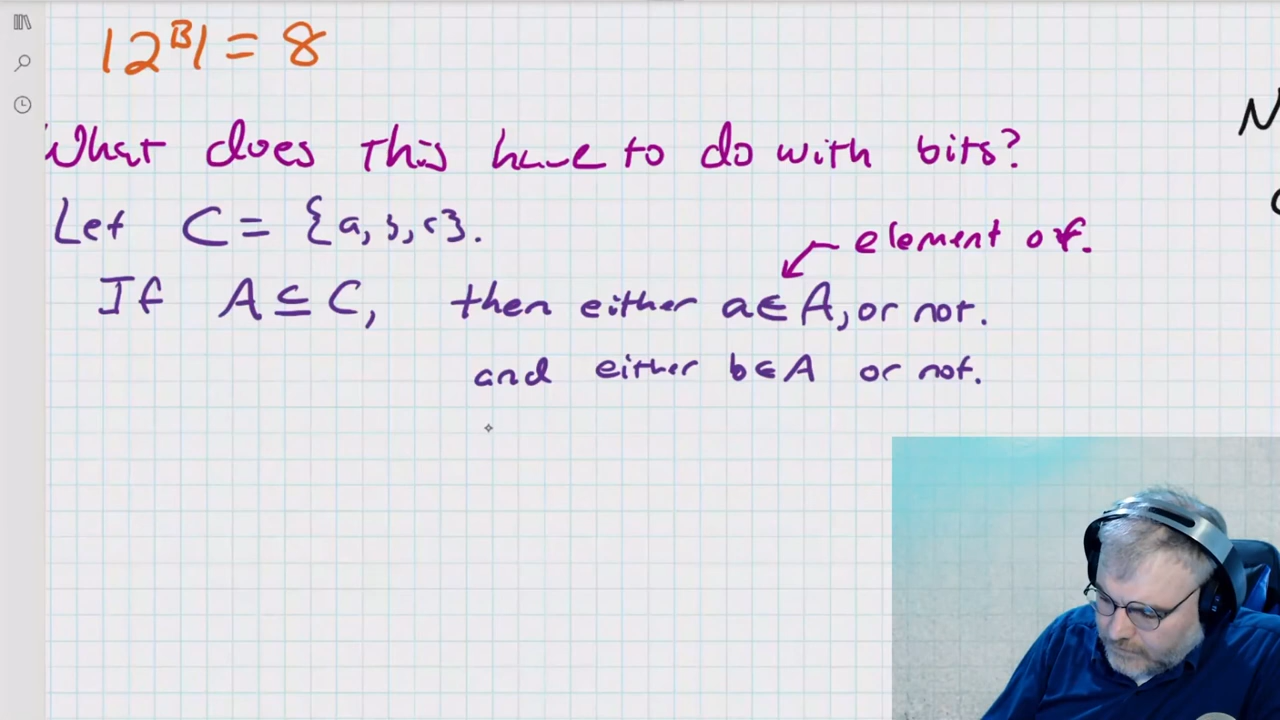 |2^B| = 8
What does this have to do with bits?
Let C = {a, b, c}.
element of.
If A ⊆ C, then either a ∈ A, or not.
and either b ∈ A or not.